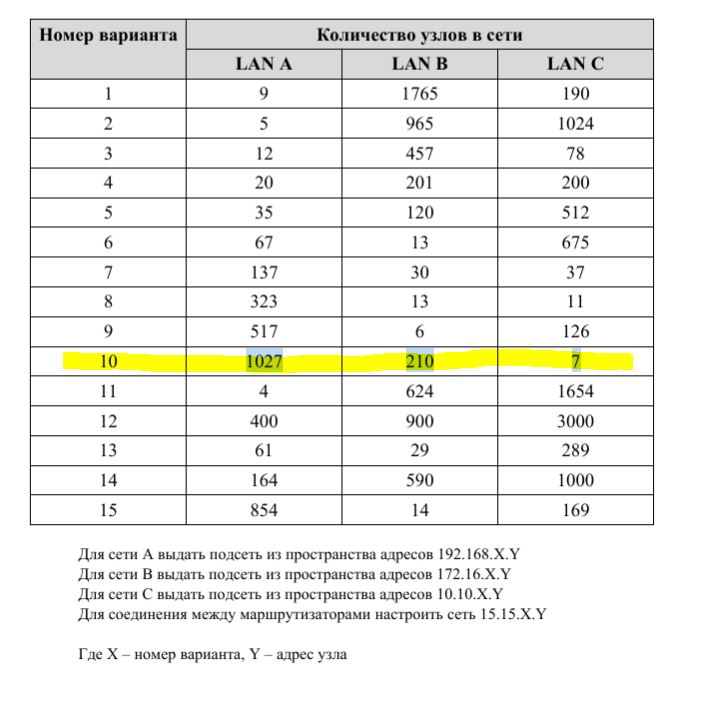 Номер варианта Количество узлов в сети
LAN A LAN B LAN C
1 9 1765 190
2 5 965 1024
3 12 457 78
4 20 201 200
5 35 120 512
6 67 13 675
7 137 30 37
8 323 13 11
9 517 6 126
10 1027 210 7
11 4 624 1654
12 400 900 3000
13 61 29 289
14 164 590 1000
15 854 14 169
Для сети А выдать подсеть из пространства адресов 192.168.X.Y
Для сети В выдать подсеть из пространства адресов 172.16.X.Y
Для сети С выдать подсеть из пространства адресов 10.10.X.Y
Для соединения между маршрутизаторами настроить сеть 15.15.X.Y
Где X – номер варианта, Y – адрес узла